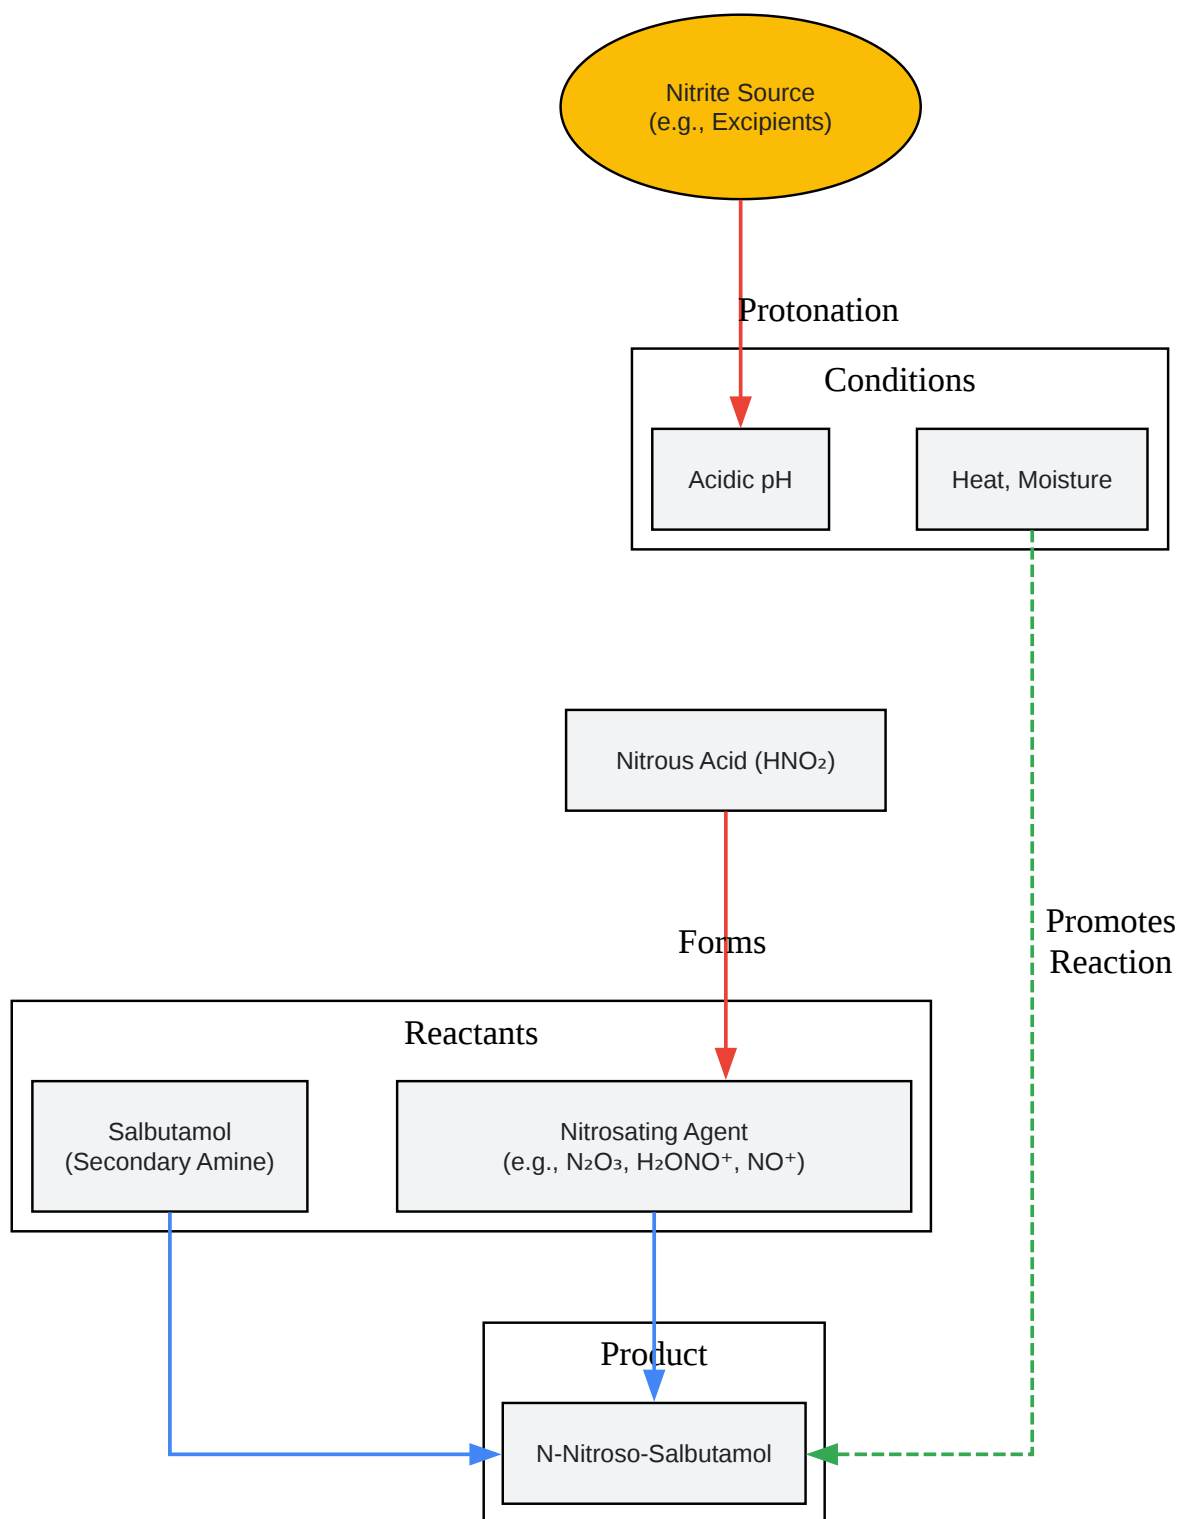 Nitrite Source
(e.g., Excipients)
Protonation
Conditions
Acidic pH
Heat, Moisture
Nitrous Acid (HNO₂)
Forms
Promotes
Reaction
Reactants
Salbutamol
(Secondary Amine)
Nitrosating Agent
(e.g., N₂O₃, H₂ONO⁺, NO⁺)
Product
N-Nitroso-Salbutamol